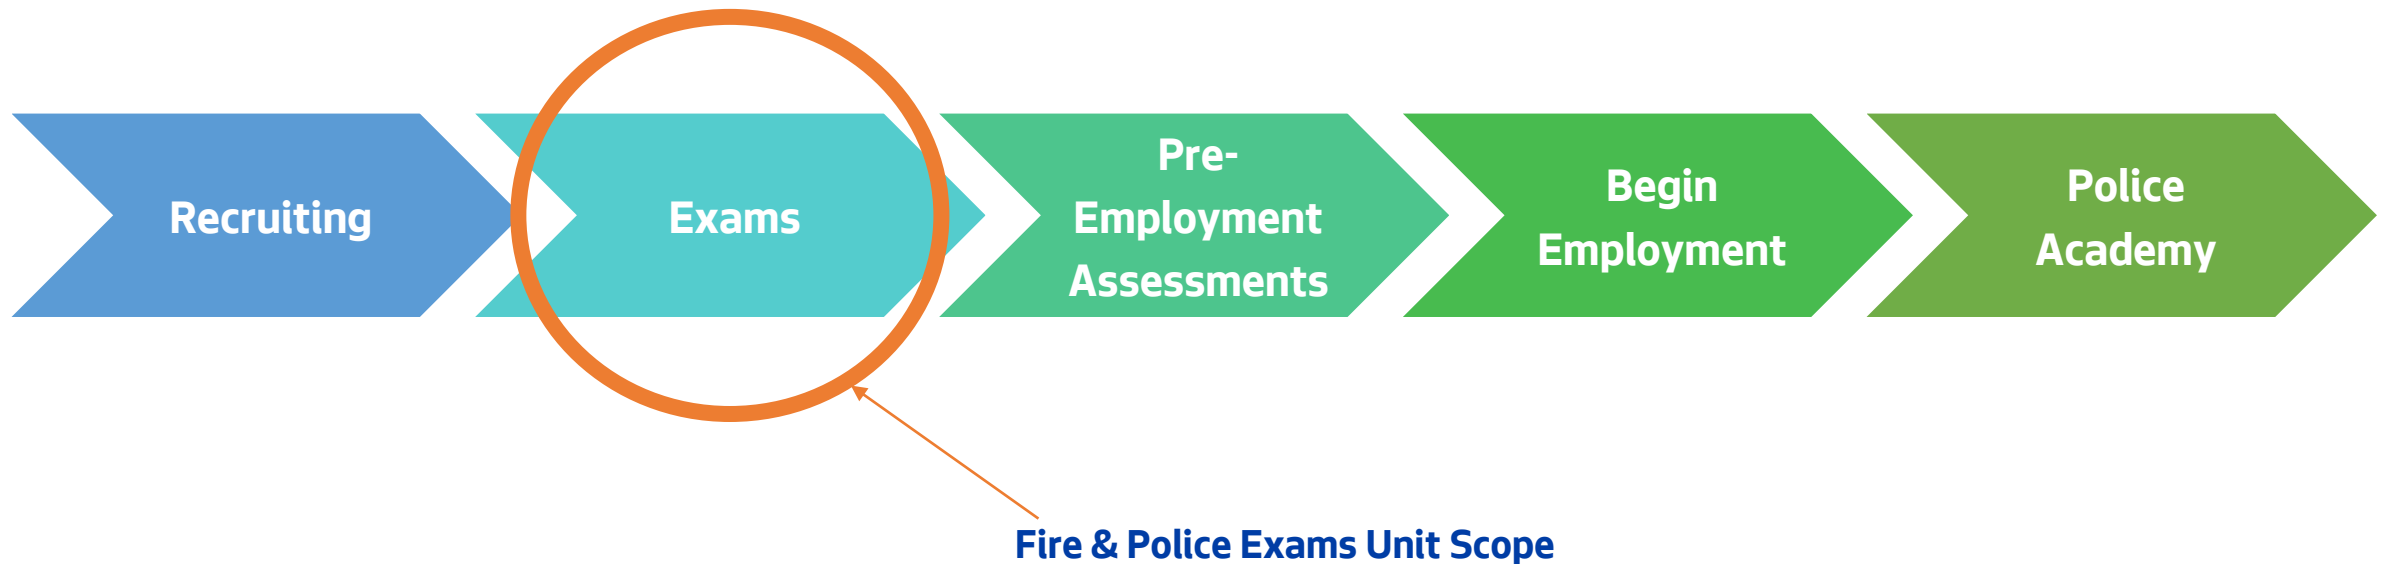 Recruiting
Exams
Pre-
Employment
Assessments
Begin
Employment
Police
Academy
Fire & Police Exams Unit Scope